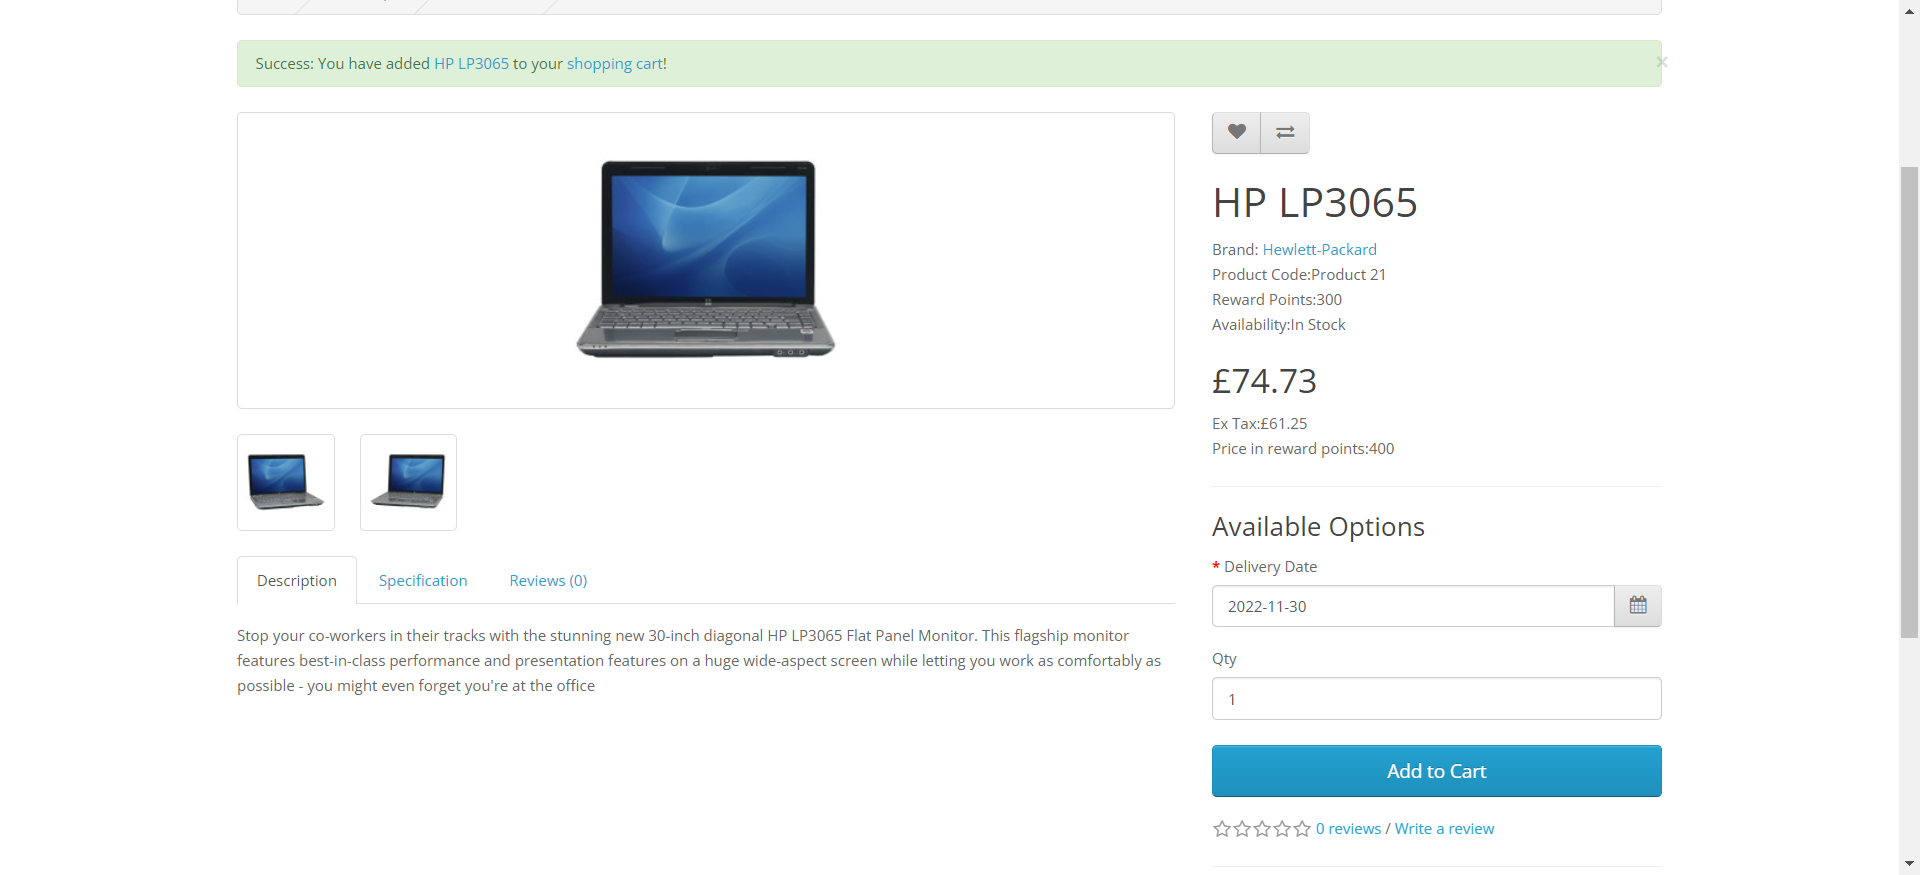 Success: You have added HP LP3065 to your shopping cart!
×
HP LP3065
Brand: Hewlett-Packard
Product Code:Product 21
Reward Points:300
Availability:In Stock
£74.73
Ex Tax:£61.25
Price in reward points:400
Available Options
* Delivery Date
2022-11-30
Qty
1
Add to Cart
0 reviews / Write a review
Description Specification Reviews (0)
Stop your co-workers in their tracks with the stunning new 30-inch diagonal HP LP3065 Flat Panel Monitor. This flagship monitor
features best-in-class performance and presentation features on a huge wide-aspect screen while letting you work as comfortably as
possible - you might even forget you're at the office